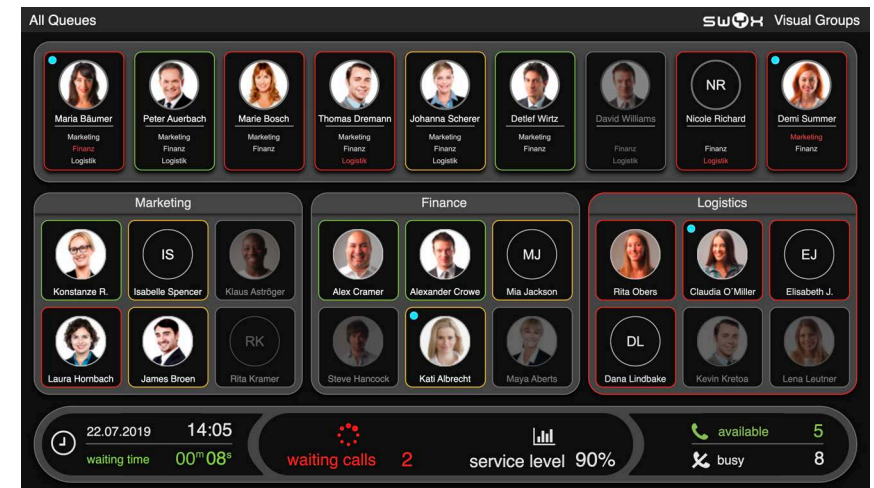 All Queues
swyx Visual Groups
Maria Bäumer
Marketing
Finanz
Logistik
Peter Auerbach
Marketing
Finanz
Logistik
Marie Bosch
Marketing
Finanz
Thomas Dremann
Marketing
Finanz
Logistik
Johanna Scherer
Marketing
Finanz
Logistik
Detlef Wirtz
Marketing
Finanz
David Williams
Finanz
Logistik
NR
Nicole Richard
Finanz
Logistik
Demi Summer
Marketing
Finanz
Marketing
Konstanze R.
IS
Isabelle Spencer
Klaus Aströger
Laura Hornbach
James Broen
RK
Rita Kramer
Finance
Alex Cramer
Alexander Crowe
MJ
Mia Jackson
Steve Hancock
Kati Albrecht
Maya Aberts
Logistics
Rita Obers
Claudia O´Miller
EJ
Elisabeth J.
DL
Dana Lindbake
Kevin Kretoa
Lena Leutner
22.07.2019 14:05
waiting time 00m 08s
waiting calls 2
service level 90%
available 5
busy 8